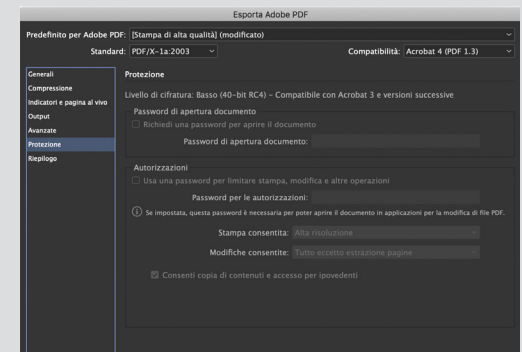 Esporta Adobe PDF
Predefinito per Adobe PDF: [Stampa di alta qualità] (modificato)
Standard: PDF/X-1a:2003 Compatibilità: Acrobat 4 (PDF 1.3)
Generali
Compressione
Indicatori e pagina al vivo
Output
Avanzate
Protezione
Riepilogo
Protezione
Livello di cifratura: Basso (40-bit RC4) – Compatibile con Acrobat 3 e versioni successive
Password di apertura documento
Richiedi una password per aprire il documento
Password di apertura documento:
Autorizzazioni
Usa una password per limitare stampa, modifica e altre operazioni
Password per le autorizzazioni:
Se impostata, questa password è necessaria per poter aprire il documento in applicazioni per la modifica di file PDF.
Stampa consentita: Alta risoluzione
Modifiche consentite: Tutto eccetto estrazione pagine
Consenti copia di contenuti e accesso per ipovedenti